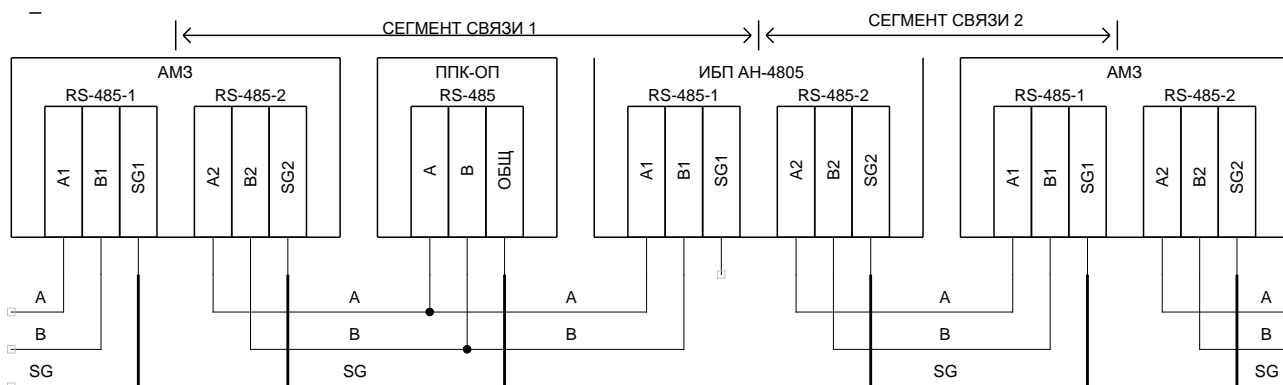 СЕГМЕНТ СВЯЗИ 1
СЕГМЕНТ СВЯЗИ 2
АМЗ ППК-ОП ИБП АН-4805 АМЗ
RS-485-1 RS-485-2 RS-485 RS-485-1 RS-485-2 RS-485-1 RS-485-2
A1 B1 SG1 A2 B2 SG2 A B ОБЩ A1 B1 SG1 A2 B2 SG2 A1 B1 SG1 A2 B2 SG2
A A A A A
B B B B B
SG SG SG SG